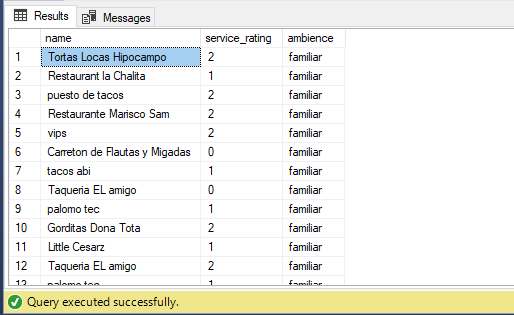 Results Messages
name service_rating ambience
1 Tortas Locas Hipocampo 2 familiar
2 Restaurant la Chalita 1 familiar
3 puesto de tacos 2 familiar
4 Restaurante Marisco Sam 2 familiar
5 vips 2 familiar
6 Carreton de Flautas y Migadas 0 familiar
7 tacos abi 1 familiar
8 Taqueria EL amigo 0 familiar
9 palomo tec 1 familiar
10 Gorditas Dona Tota 2 familiar
11 Little Cesarz 1 familiar
12 Taqueria EL amigo 2 familiar
13 palomo tec 1 familiar
Query executed successfully.